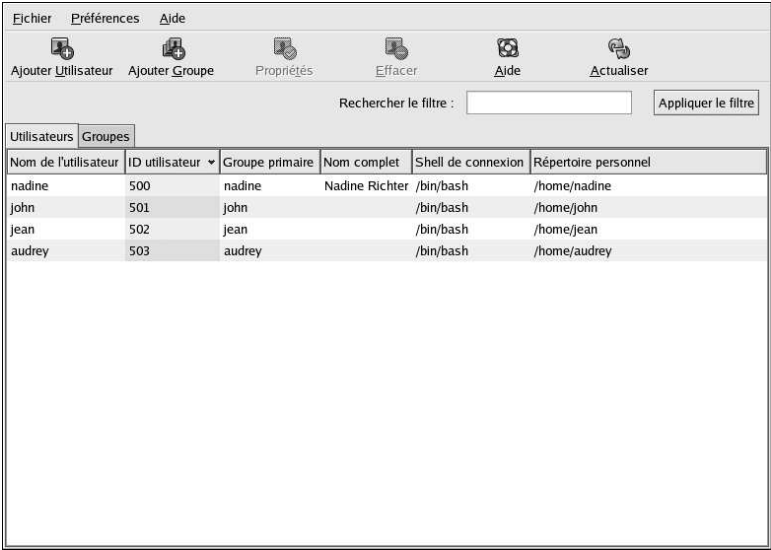 Fichier Préférences Aide
Ajouter Utilisateur Ajouter Groupe Propriétés Effacer Aide Actualiser
Rechercher le filtre : Appliquer le filtre
Utilisateurs Groupes
Nom de l'utilisateur ID utilisateur Groupe primaire Nom complet Shell de connexion Répertoire personnel
nadine 500 nadine Nadine Richter /bin/bash /home/nadine
john 501 john /bin/bash /home/john
jean 502 jean /bin/bash /home/jean
audrey 503 audrey /bin/bash /home/audrey